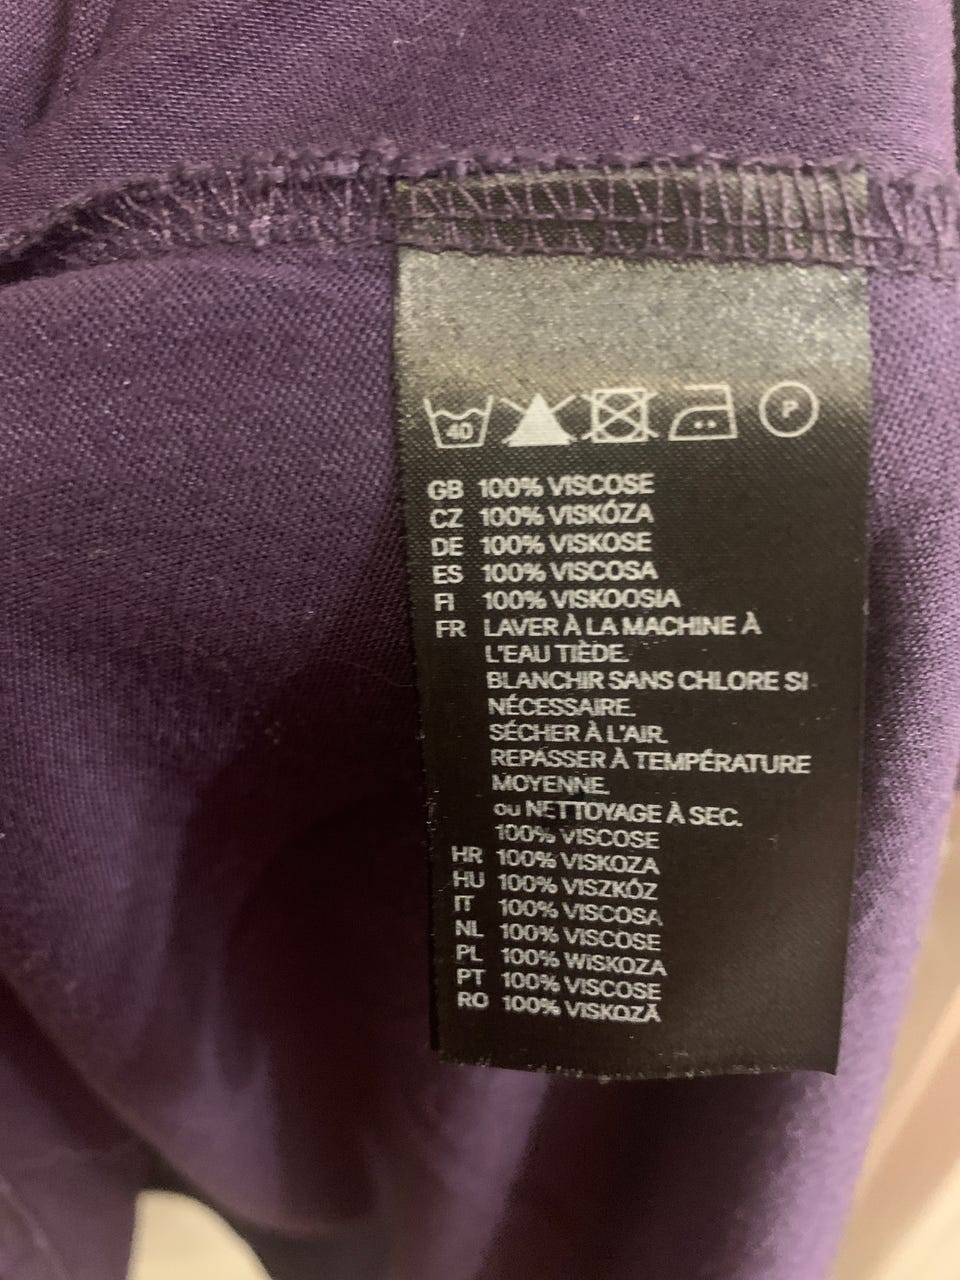 40 P
GB 100% VISCOSE
CZ 100% VISKÓZA
DE 100% VISKOSE
ES 100% VISCOSA
FI 100% VISKOOSIA
FR LAVER À LA MACHINE À
L'EAU TIÈDE.
BLANCHIR SANS CHLORE SI
NÉCESSAIRE.
SÉCHER À L'AIR.
REPASSER À TEMPÉRATURE
MOYENNE.
ou NETTOYAGE À SEC.
100% VISCOSE
HR 100% VISKOZA
HU 100% VISZKÓZ
IT 100% VISCOSA
NL 100% VISCOSE
PL 100% WISKOZA
PT 100% VISCOSE
RO 100% VISKOZĂ